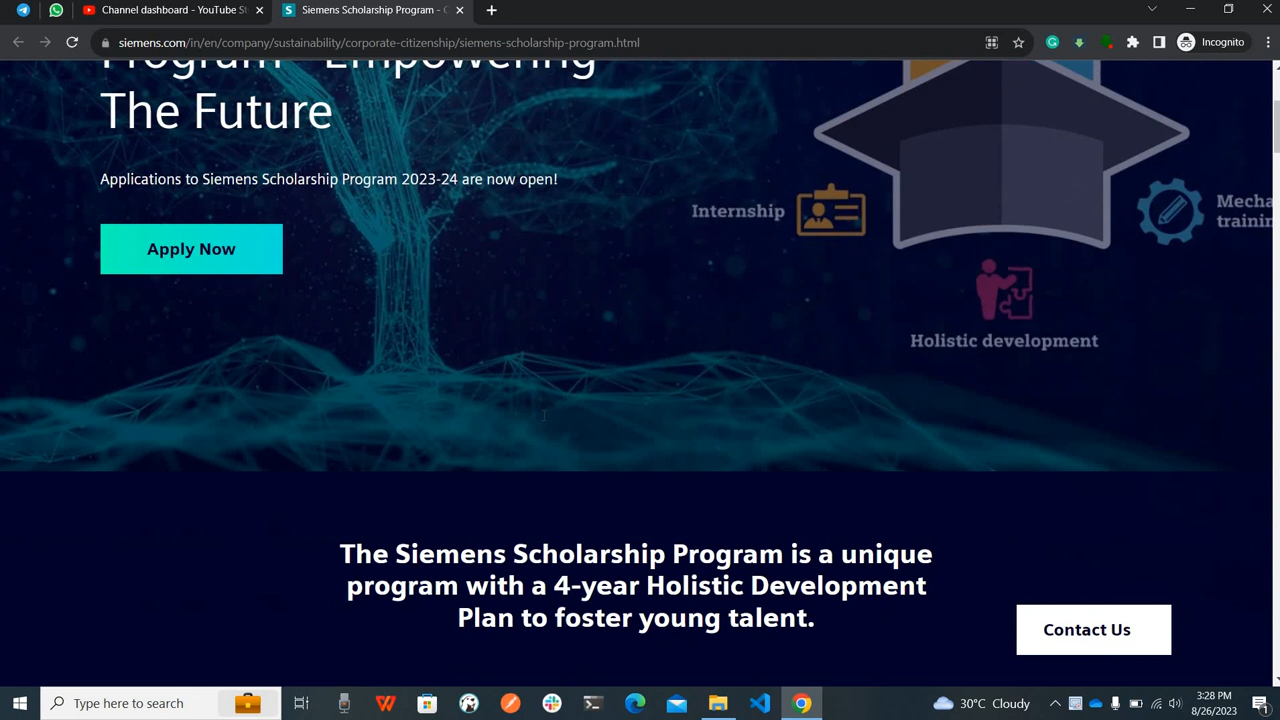 Channel dashboard - YouTube St
Siemens Scholarship Program - C
siemens.com/in/en/company/sustainability/corporate-citizenship/siemens-scholarship-program.html
Incognito
Program - Empowering
The Future
Applications to Siemens Scholarship Program 2023-24 are now open!
Apply Now
Internship
Mecha
trainin
Holistic development
The Siemens Scholarship Program is a unique
program with a 4-year Holistic Development
Plan to foster young talent.
Contact Us
Type here to search
30°C Cloudy
3:28 PM
8/26/2023